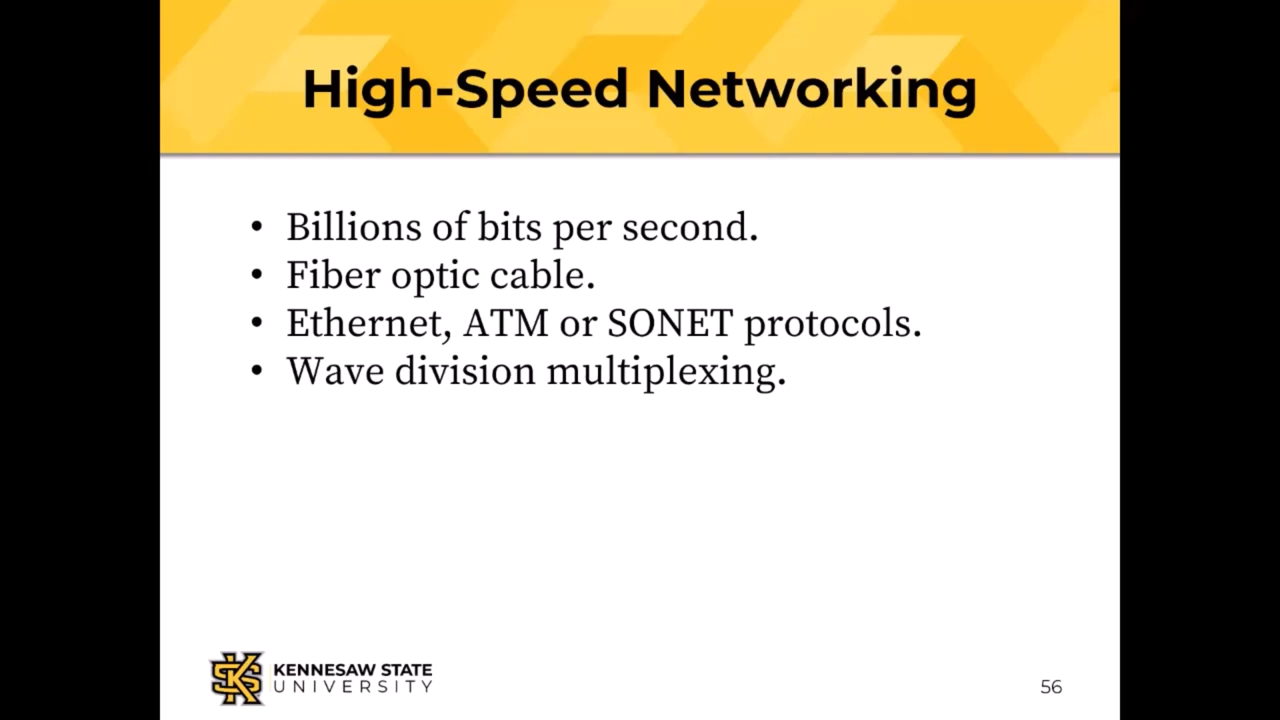 High-Speed Networking
• Billions of bits per second.
• Fiber optic cable.
• Ethernet, ATM or SONET protocols.
• Wave division multiplexing.
KENNESAW STATE
UNIVERSITY
56